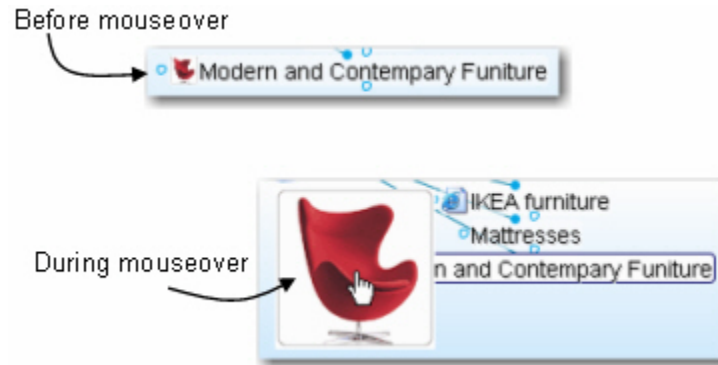 Before mouseover
Modern and Contempary Funiture
IKEA furniture
Mattresses
During mouseover
n and Contempary Funiture